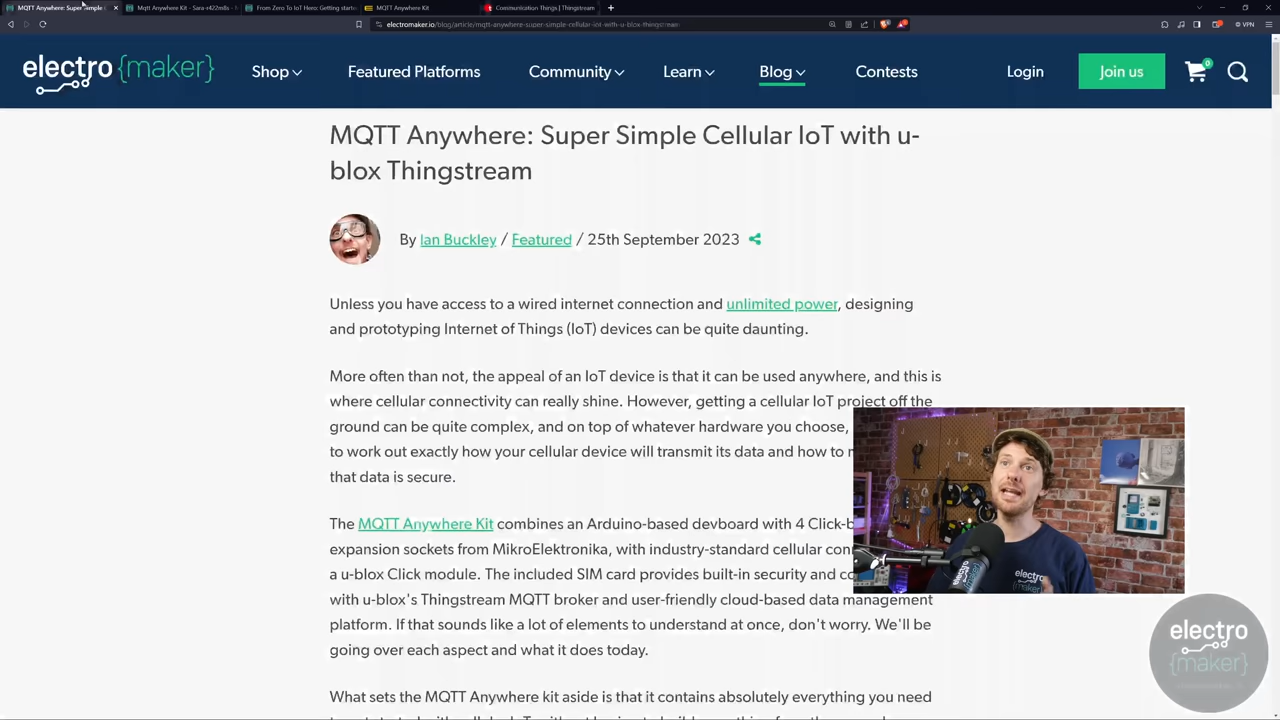 MQTT Anywhere: Super Simple
Mqtt Anywhere Kit - Sara-r422m8s -
From Zero To IoT Hero: Getting starte
MQTT Anywhere Kit
Communication Things | Thingstream
electromaker.io/blog/article/mqtt-anywhere-super-simple-cellular-iot-with-u-blox-thingstream
VPN
electro {maker}
Shop
Featured Platforms
Community
Learn
Blog
Contests
Login
Join us
0
MQTT Anywhere: Super Simple Cellular IoT with u-
blox Thingstream
By Ian Buckley / Featured / 25th September 2023
Unless you have access to a wired internet connection and unlimited power, designing
and prototyping Internet of Things (IoT) devices can be quite daunting.
More often than not, the appeal of an IoT device is that it can be used anywhere, and this is
where cellular connectivity can really shine. However, getting a cellular IoT project off the
ground can be quite complex, and on top of whatever hardware you choose,
to work out exactly how your cellular device will transmit its data and how to
that data is secure.
The MQTT Anywhere Kit combines an Arduino-based devboard with 4 Click-b
expansion sockets from MikroElektronika, with industry-standard cellular con
a u-blox Click module. The included SIM card provides built-in security and co
with u-blox's Thingstream MQTT broker and user-friendly cloud-based data management
platform. If that sounds like a lot of elements to understand at once, don't worry. We'll be
going over each aspect and what it does today.
What sets the MQTT Anywhere kit aside is that it contains absolutely everything you need
electro
electro
{maker}